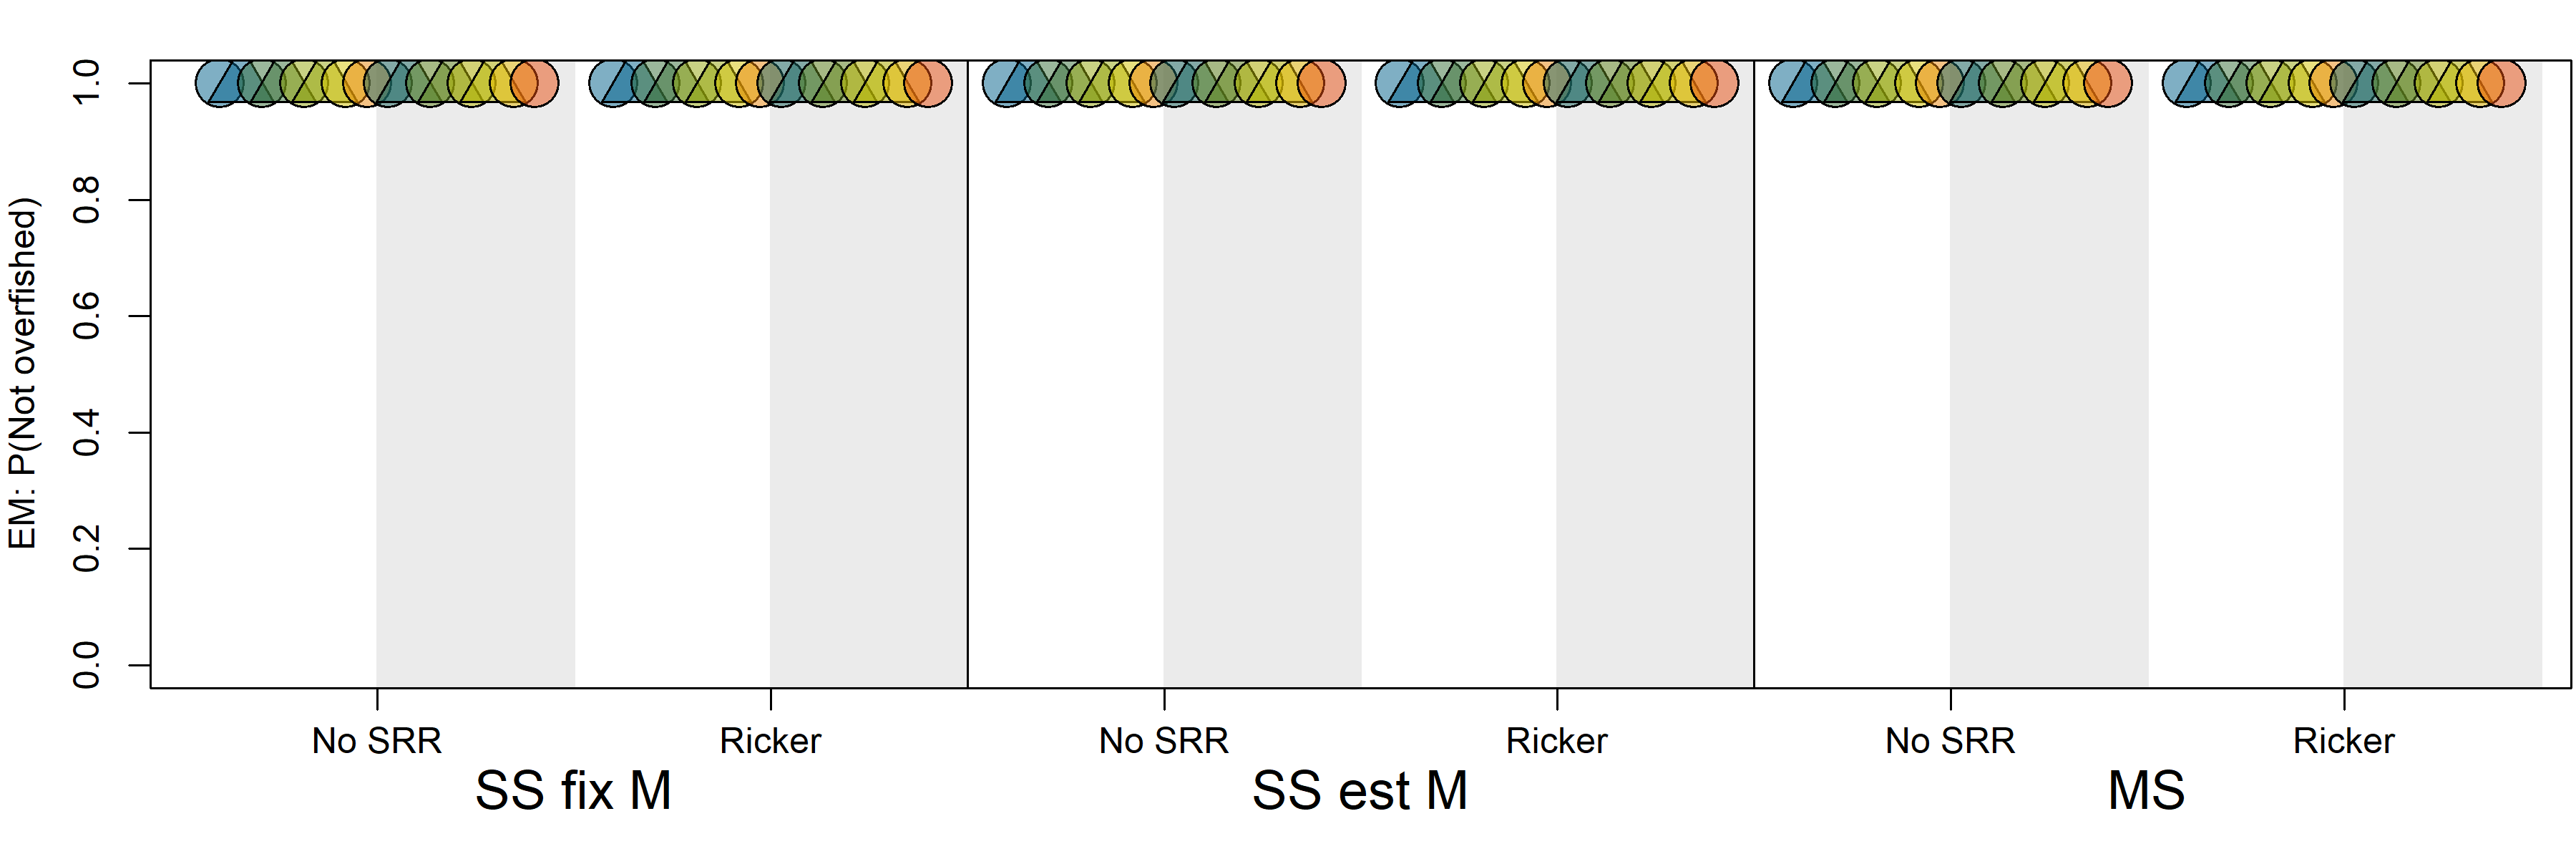 EM: P(Not overfished)
1.0
0.8
0.6
0.4
0.2
0.0
No SRR Ricker No SRR Ricker No SRR Ricker
SS fix M SS est M MS